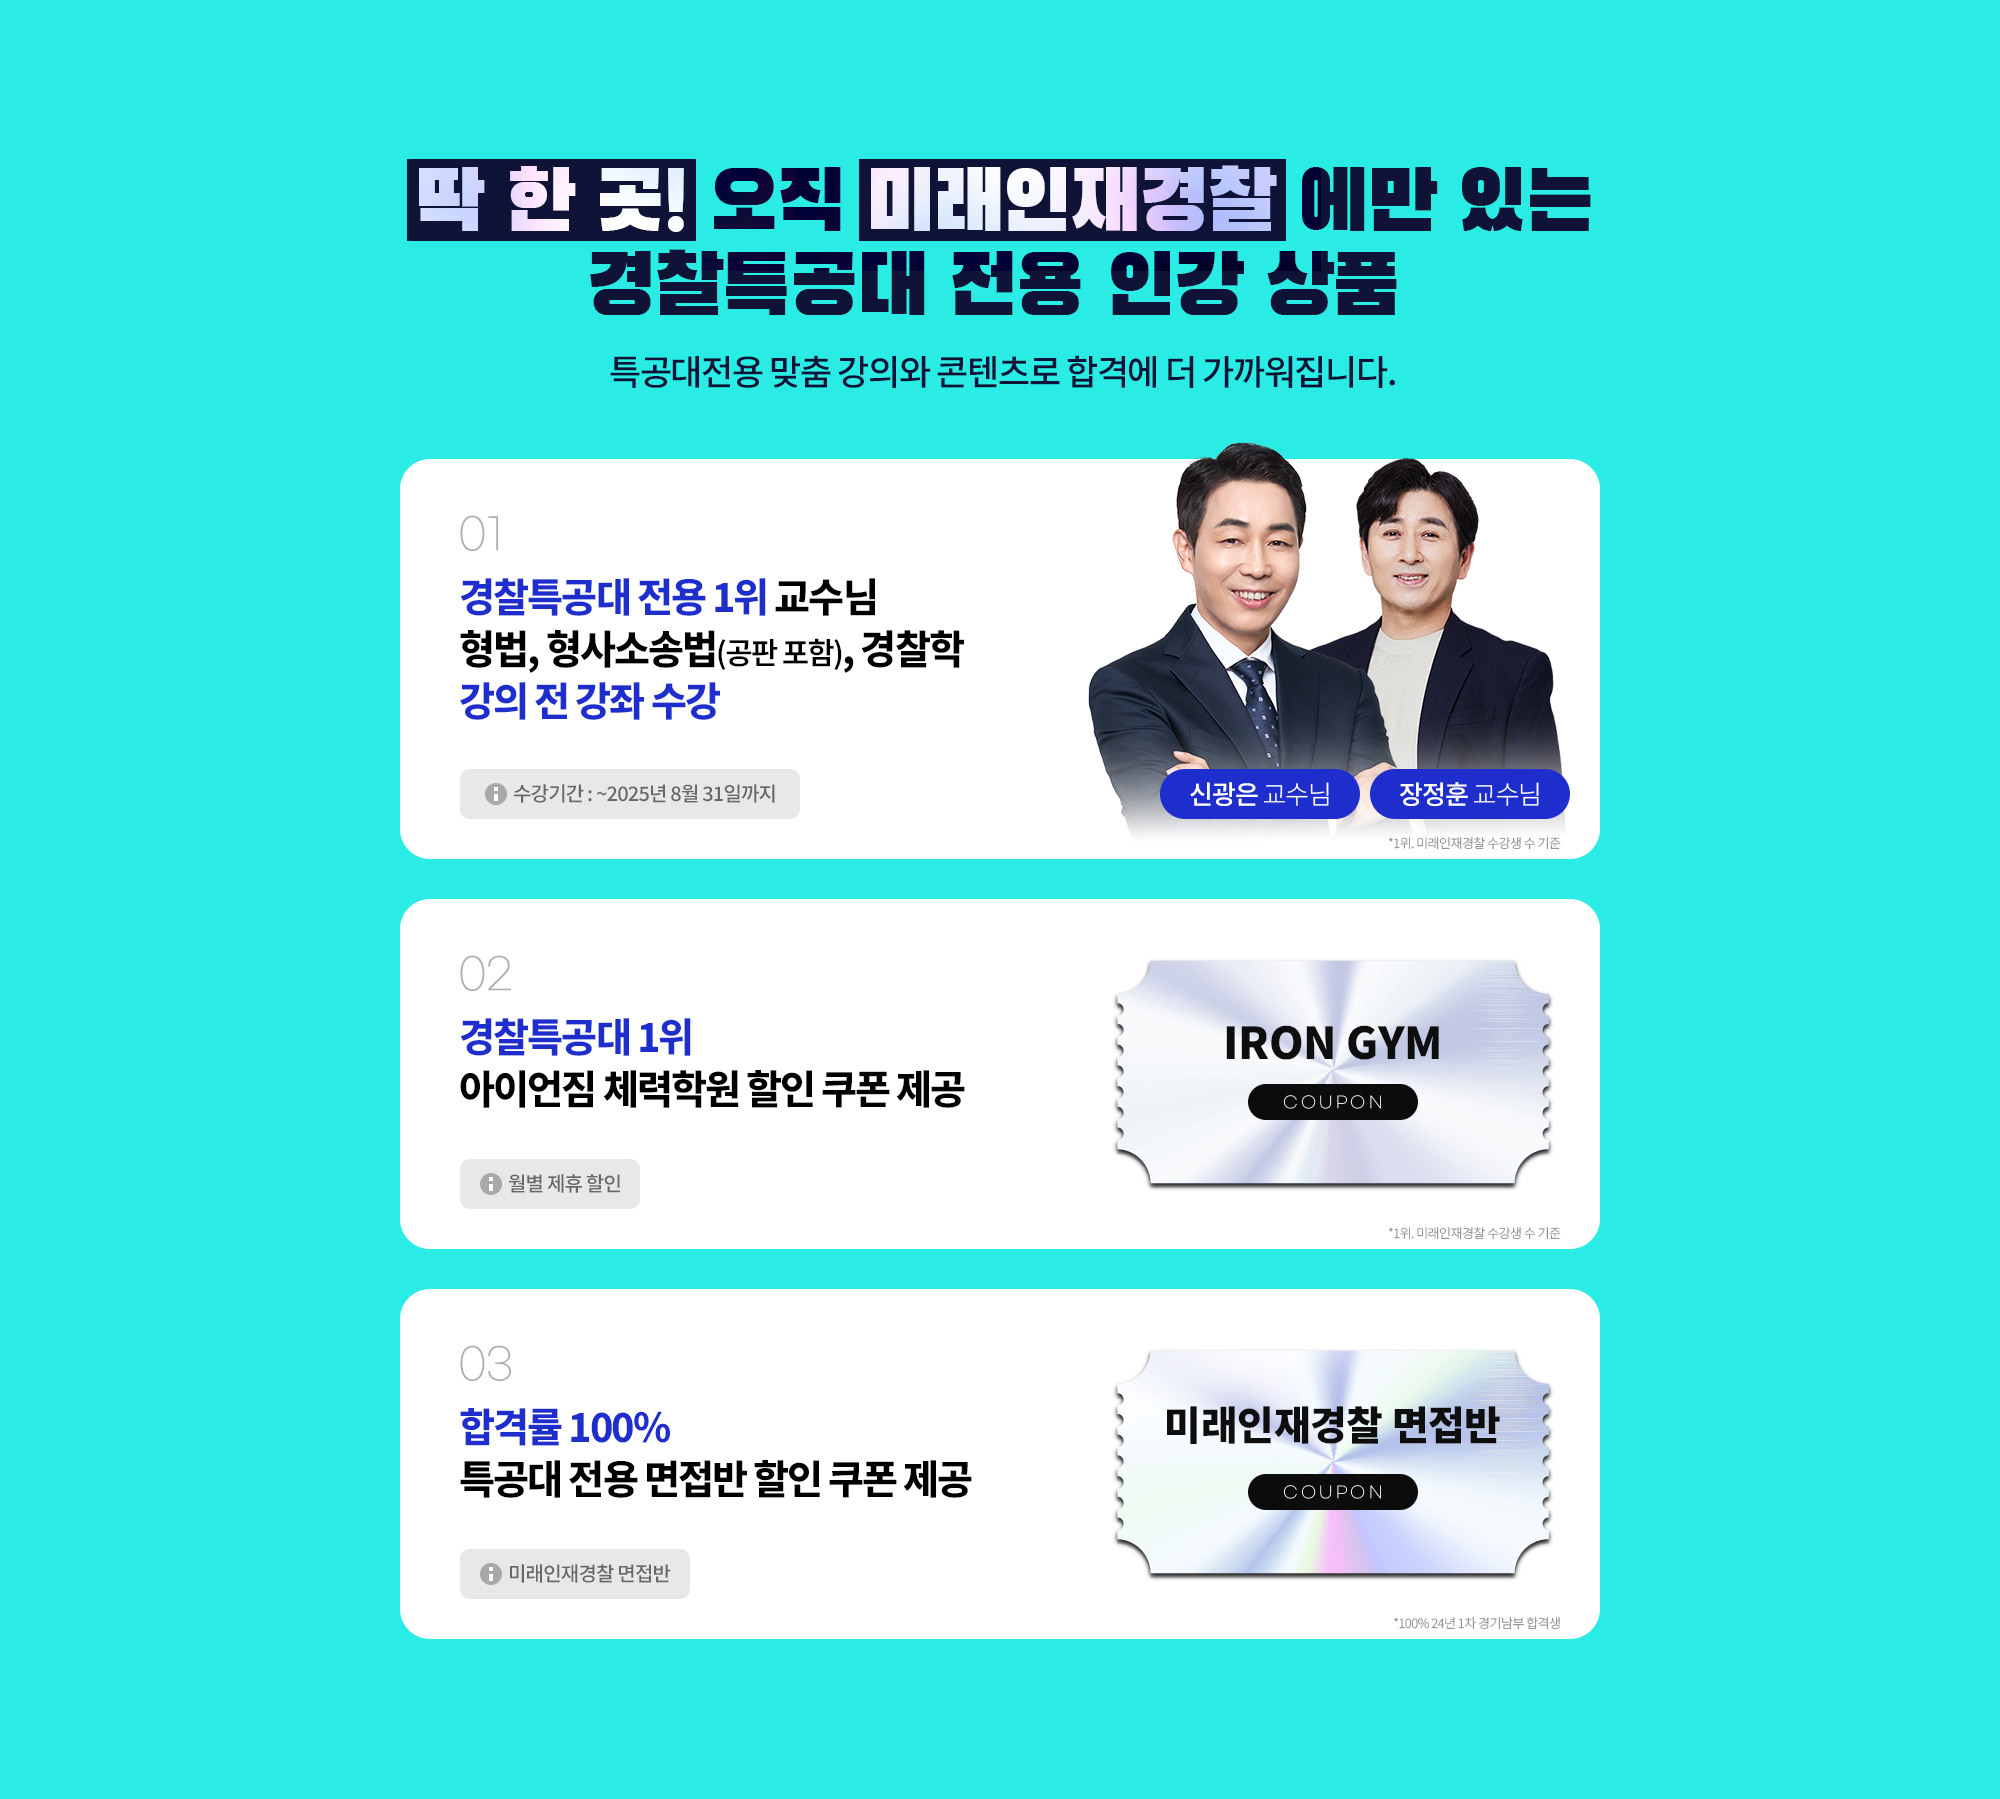 딱 한 곳! 오직 미래인재경찰 에만 있는
경찰특공대 전용 인강 상품
특공대전용 맞춤 강의와 콘텐츠로 합격에 더 가까워집니다.
01
경찰특공대 전용 1위 교수님
형법, 형사소송법(공판 포함), 경찰학
강의 전 강좌 수강
수강기간 : ~2025년 8월 31일까지
신광은 교수님
장정훈 교수님
*1위. 미래인재경찰 수강생 수 기준
02
경찰특공대 1위
아이언짐 체력학원 할인 쿠폰 제공
월별 제휴 할인
IRON GYM
COUPON
*1위. 미래인재경찰 수강생 수 기준
03
합격률 100%
특공대 전용 면접반 할인 쿠폰 제공
미래인재경찰 면접반
미래인재경찰 면접반
COUPON
*100% 24년 1차 경기남부 합격생